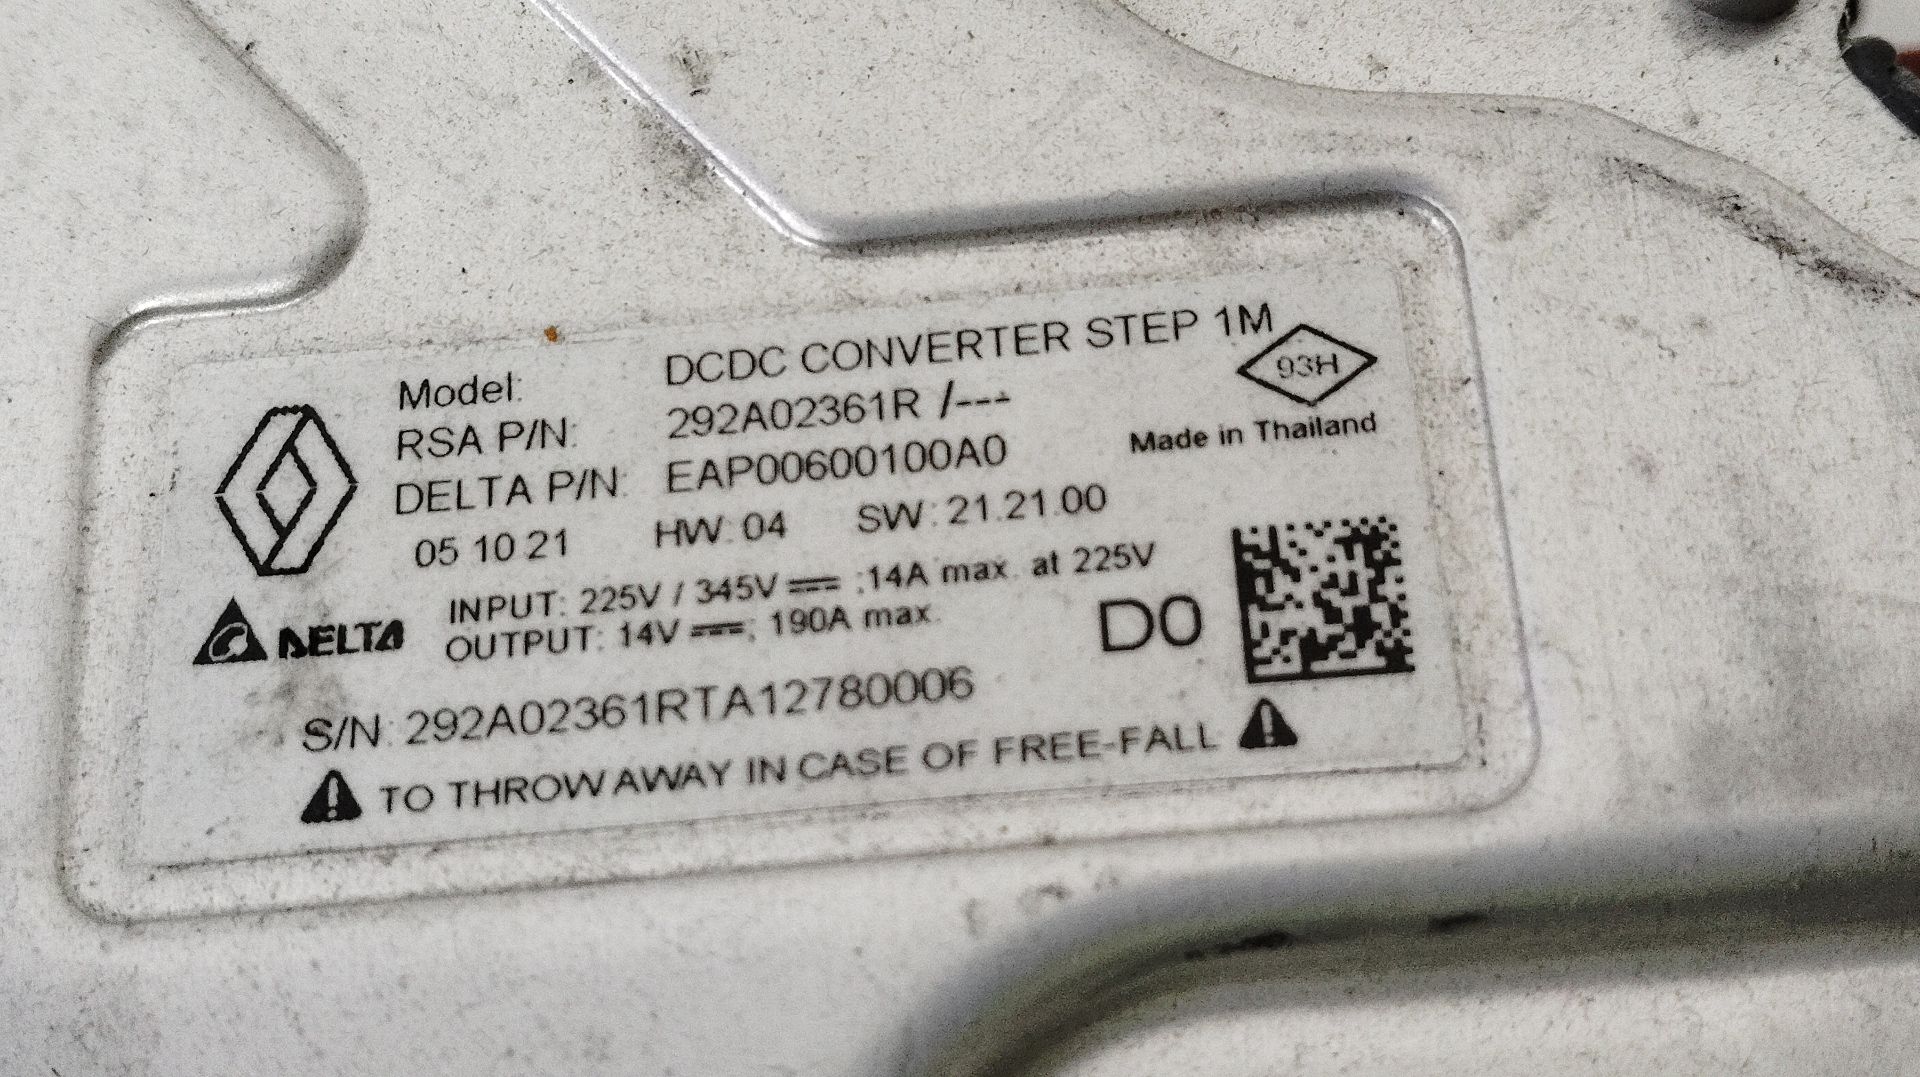 Model: DCDC CONVERTER STEP 1M
RSA P/N: 292A02361R /---
93H
DELTA P/N: EAP00600100A0
Made in Thailand
05 10 21 HW: 04 SW: 21.21.00
INPUT: 225V / 345V ⎓ ;14A max. at 225V
DELTA
OUTPUT: 14V ⎓; 190A max.
D0
S/N: 292A02361RTA12780006
⚠ TO THROW AWAY IN CASE OF FREE-FALL ⚠